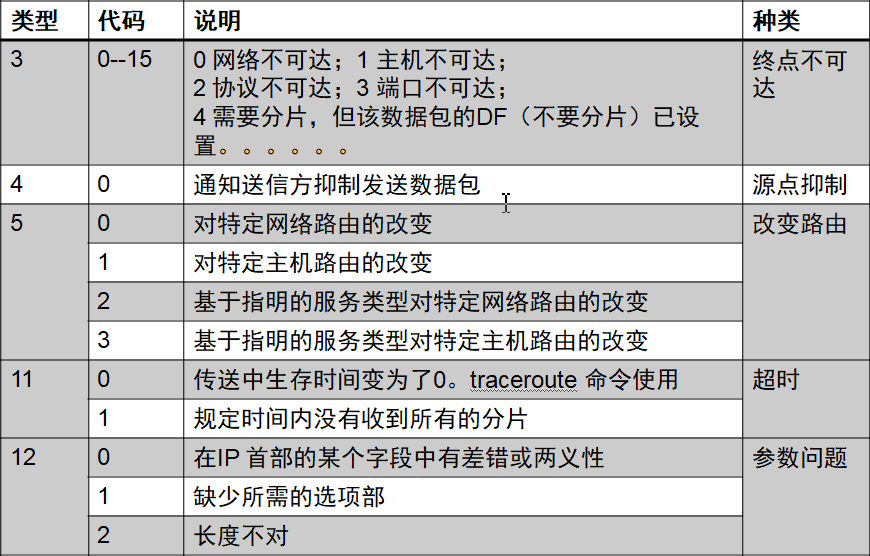 类型 代码 说明 种类
3 0--15 0 网络不可达；1 主机不可达； 终点不可
2 协议不可达；3 端口不可达； 达
4 需要分片，但该数据包的DF（不要分片）已设
置。。。。。。
4 0 通知送信方抑制发送数据包 源点抑制
5 0 对特定网络路由的改变 改变路由
1 对特定主机路由的改变
2 基于指明的服务类型对特定网络路由的改变
3 基于指明的服务类型对特定主机路由的改变
11 0 传送中生存时间变为了0。traceroute 命令使用 超时
1 规定时间内没有收到所有的分片
12 0 在IP 首部的某个字段中有差错或两义性 参数问题
1 缺少所需的选项部
2 长度不对